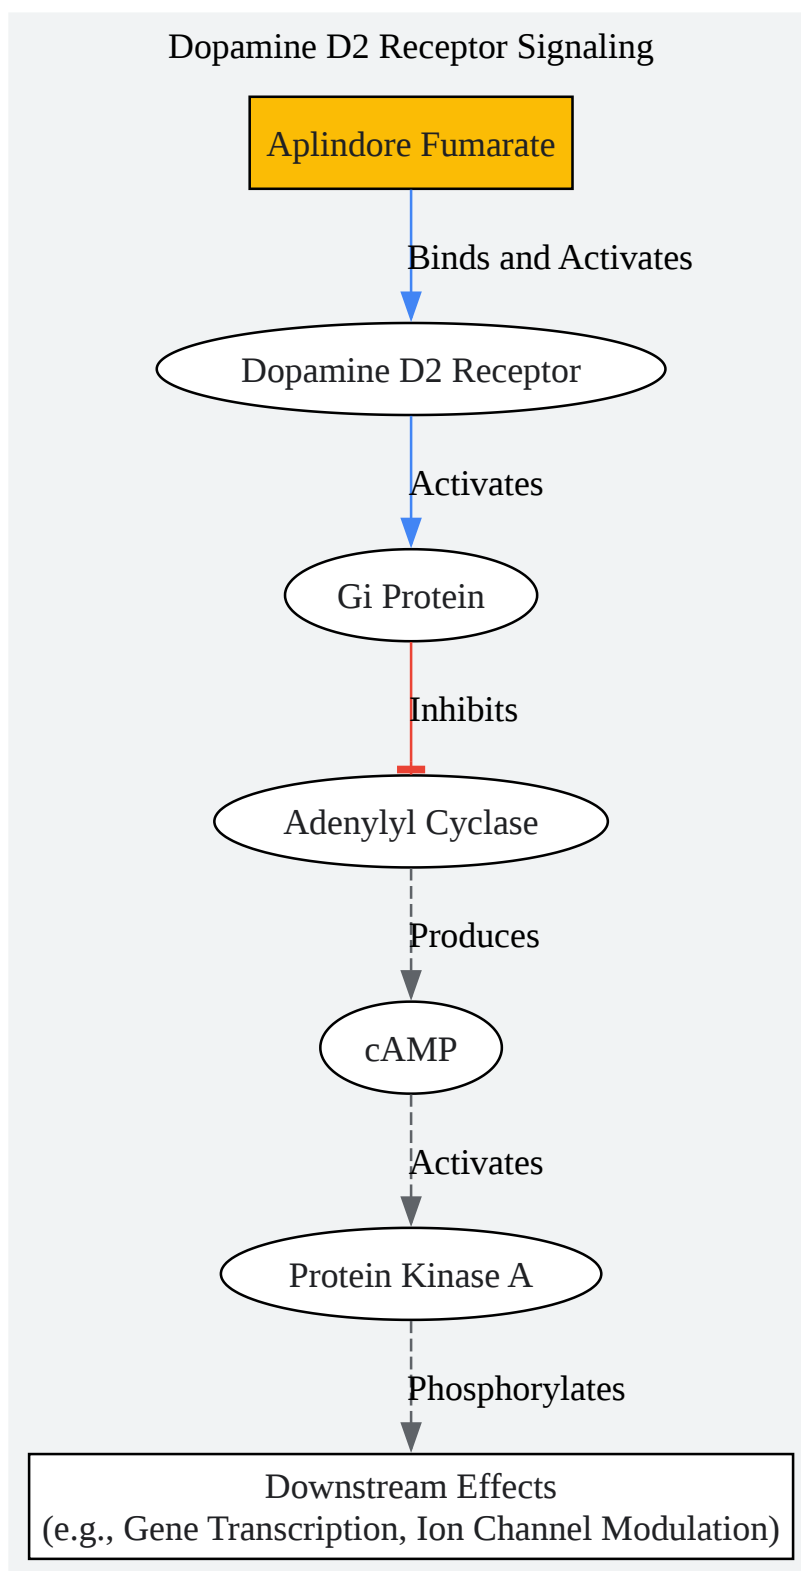 Dopamine D2 Receptor Signaling
Aplindore Fumarate
Binds and Activates
Dopamine D2 Receptor
Activates
Gi Protein
Inhibits
Adenylyl Cyclase
Produces
cAMP
Activates
Protein Kinase A
Phosphorylates
Downstream Effects
(e.g., Gene Transcription, Ion Channel Modulation)